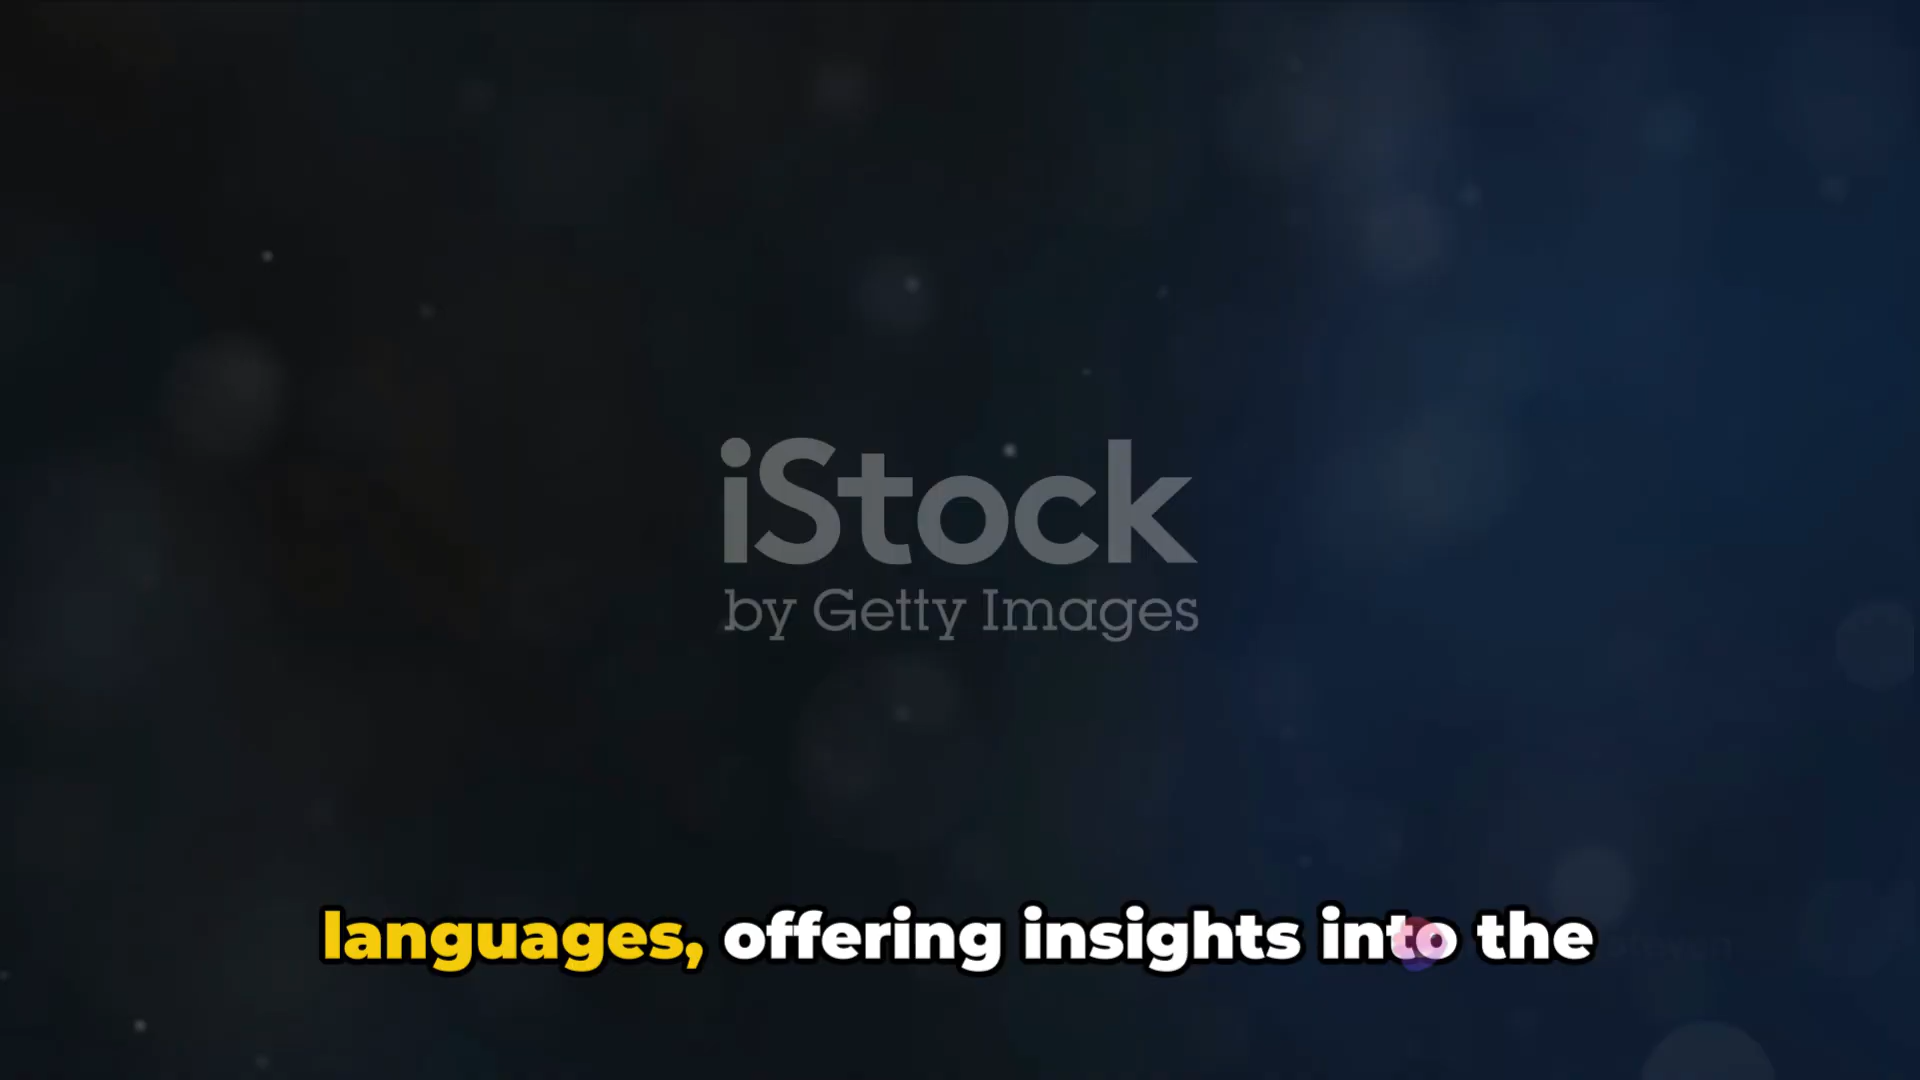 iStock
by Getty Images
languages, offering insights into the